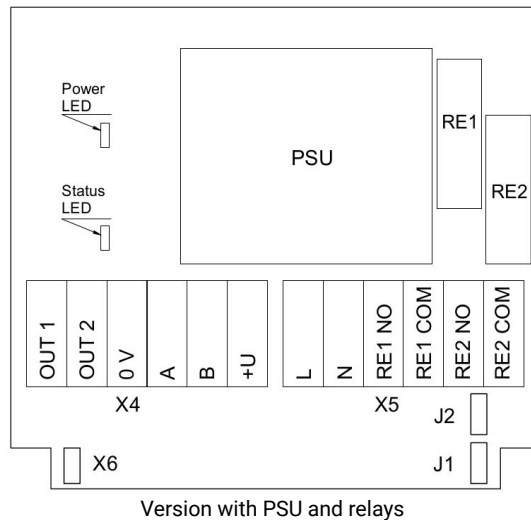 Power
LED
PSU
RE1
RE2
Status
LED
OUT 1
OUT 2
0 V
A
B
+U
L
N
RE1 NO
RE1 COM
RE2 NO
RE2 COM
X4
X5
J2
X6
J1
Version with PSU and relays